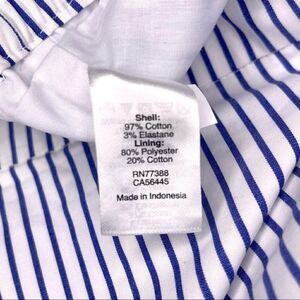 Shell:
97% Cotton
3% Elastane
Lining:
80% Polyester
20% Cotton
RN77388
CA56445
Made in Indonesia